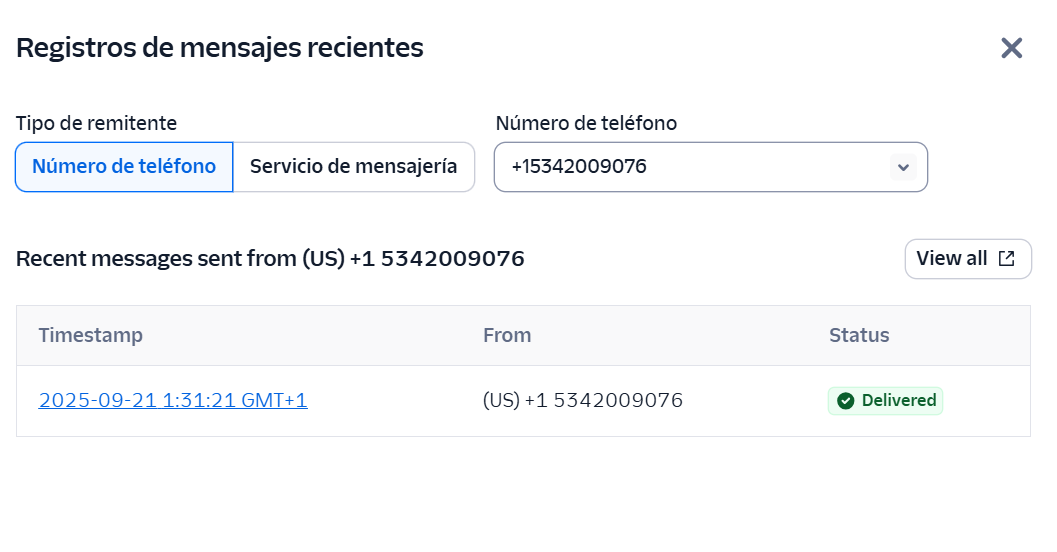 Registros de mensajes recientes
Tipo de remitente
Número de teléfono
Número de teléfono
Servicio de mensajería
+15342009076
Recent messages sent from (US) +1 5342009076
View all
Timestamp From Status
2025-09-21 1:31:21 GMT+1 (US) +1 5342009076 Delivered